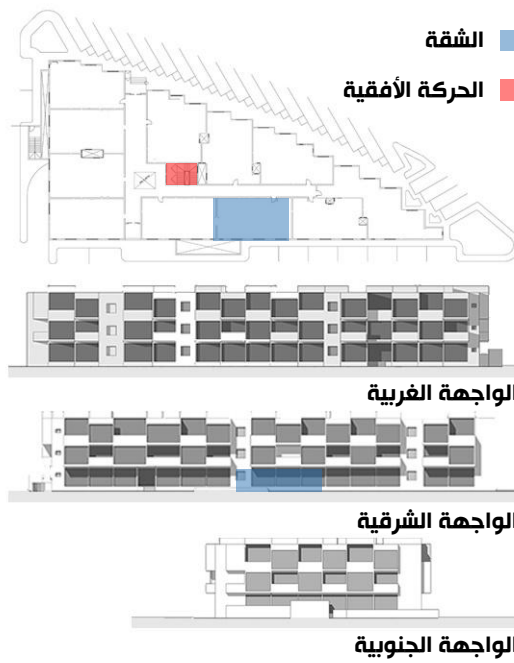 الشقة
الحركة الأفقية
الواجهة الغربية
الواجهة الشرقية
الواجهة الجنوبية